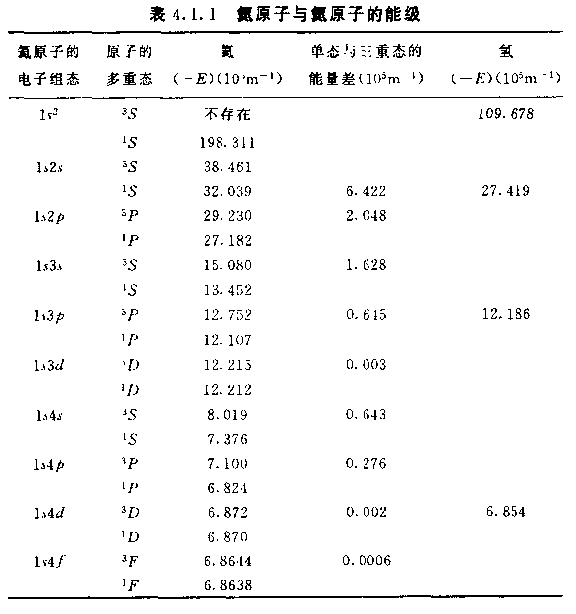 表 4.1.1 氦原子与氢原子的能级
氦原子的 原子的 氦 单态与三重态的 氢
电子组态 多重态 (−E)(10⁵m⁻¹) 能量差(10⁵m⁻¹) (−E)(10⁵m⁻¹)
1s² ³S 不存在 109.678
¹S 198.311
1s2s ³S 38.461
¹S 32.039 6.422 27.419
1s2p ³P 29.230 2.048
¹P 27.182
1s3s ³S 15.080 1.628
¹S 13.452
1s3p ³P 12.752 0.645 12.186
¹P 12.107
1s3d ³D 12.215 0.003
¹D 12.212
1s4s ³S 8.019 0.643
¹S 7.376
1s4p ³P 7.100 0.276
¹P 6.824
1s4d ³D 6.872 0.002 6.854
¹D 6.870
1s4f ³F 6.8644 0.0006
¹F 6.8638